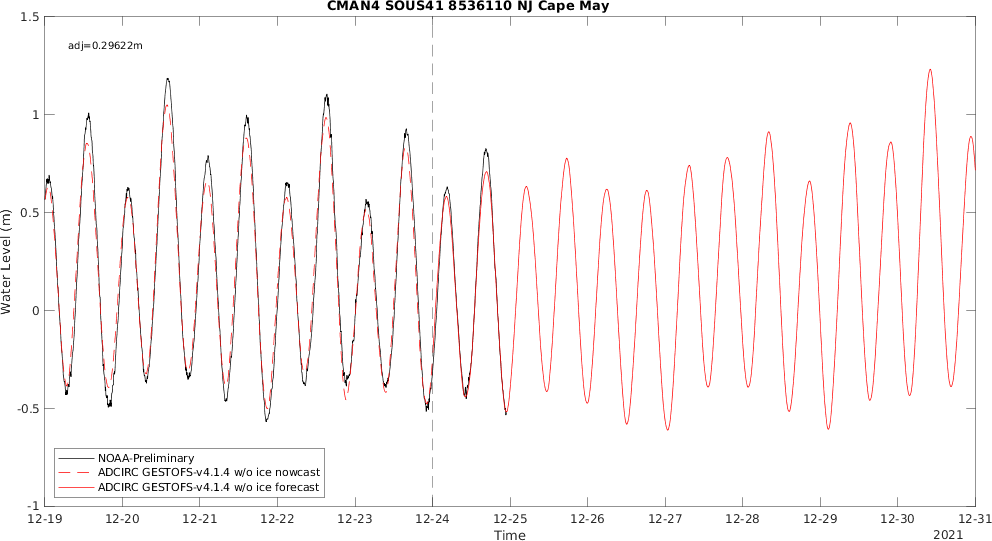 CMAN4 SOUS41 8536110 NJ Cape May
adj=0.29622m
1.5
1
0.5
0
-0.5
-1
Water Level (m)
NOAA-Preliminary
ADCIRC GESTOFS-v4.1.4 w/o ice nowcast
ADCIRC GESTOFS-v4.1.4 w/o ice forecast
12-19 12-20 12-21 12-22 12-23 12-24 12-25 12-26 12-27 12-28 12-29 12-30 12-31
Time
2021